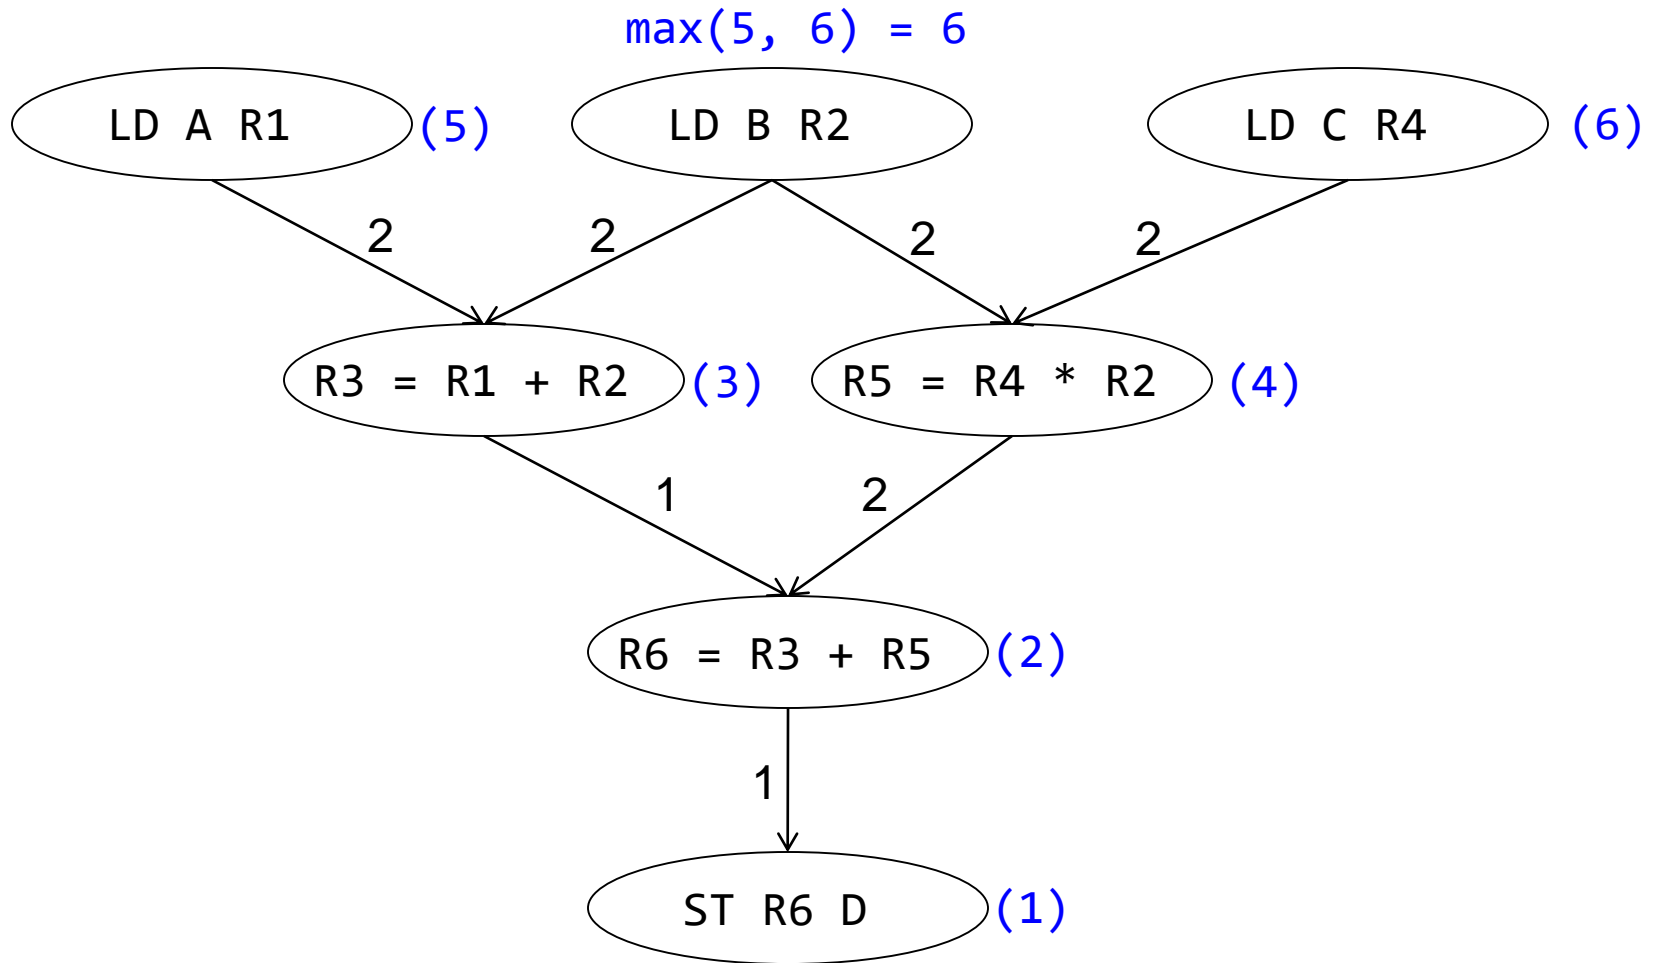 max(5, 6) = 6
LD A R1 (5)
LD B R2
LD C R4 (6)
2 2 2 2
R3 = R1 + R2 (3)
R5 = R4 * R2 (4)
1 2
R6 = R3 + R5 (2)
1
ST R6 D (1)